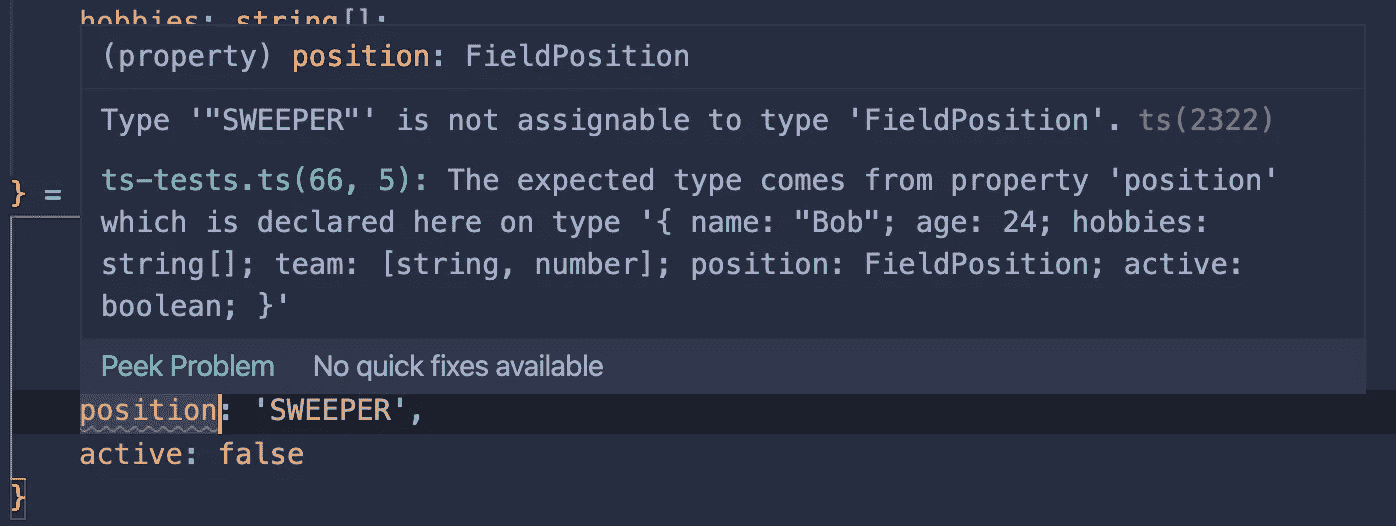 hobbies: string[];
(property) position: FieldPosition
Type '"SWEEPER"' is not assignable to type 'FieldPosition'. ts(2322)
ts-tests.ts(66, 5): The expected type comes from property 'position'
} =
which is declared here on type '{ name: "Bob"; age: 24; hobbies:
string[]; team: [string, number]; position: FieldPosition; active:
boolean; }'
Peek Problem No quick fixes available
position: 'SWEEPER',
active: false
}